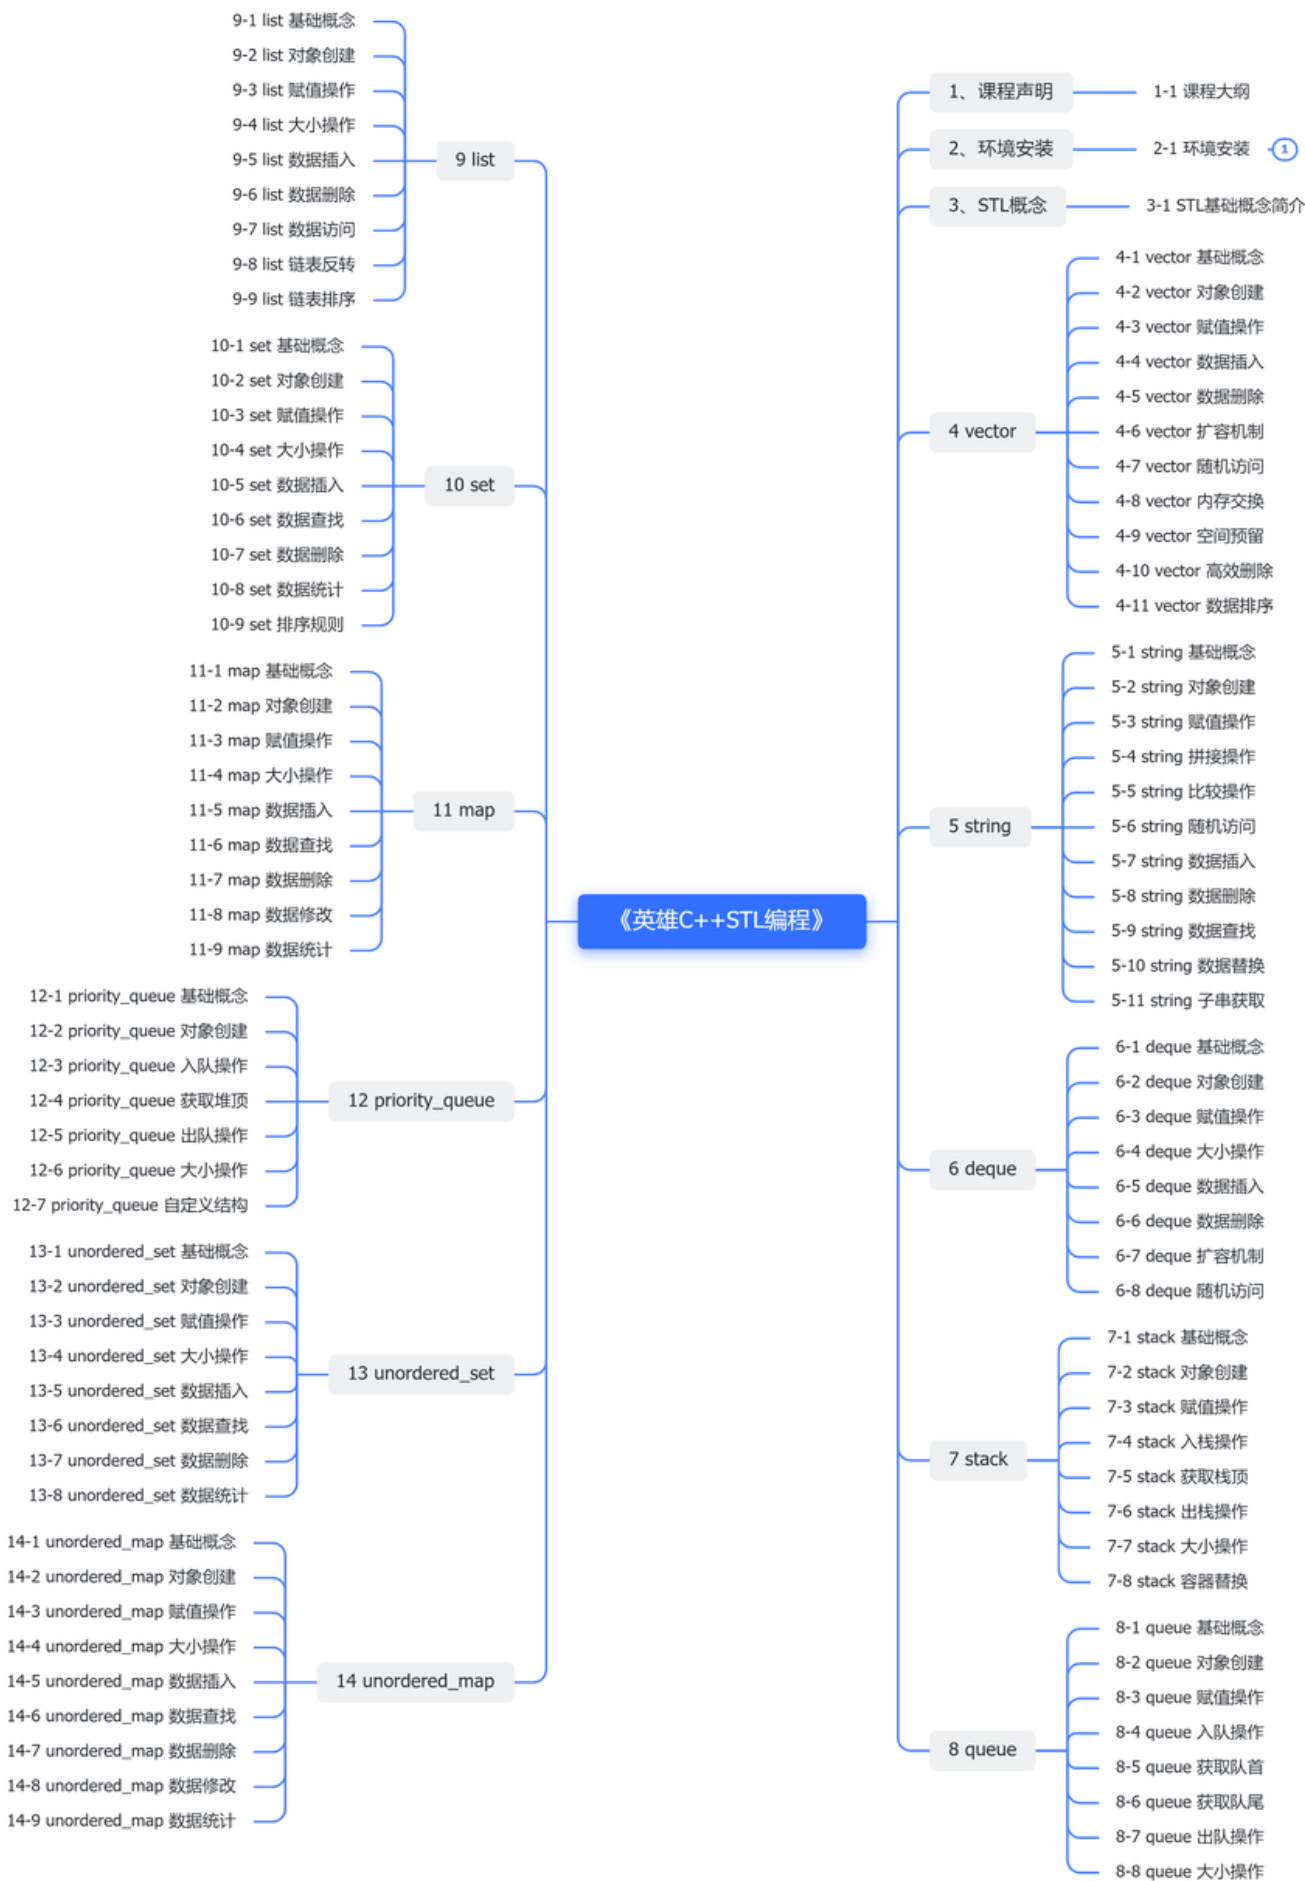 《英雄C++STL编程》
1、课程声明
1-1 课程大纲
2、环境安装
2-1 环境安装
1
3、STL概念
3-1 STL基础概念简介
4 vector
4-1 vector 基础概念
4-2 vector 对象创建
4-3 vector 赋值操作
4-4 vector 数据插入
4-5 vector 数据删除
4-6 vector 扩容机制
4-7 vector 随机访问
4-8 vector 内存交换
4-9 vector 空间预留
4-10 vector 高效删除
4-11 vector 数据排序
5 string
5-1 string 基础概念
5-2 string 对象创建
5-3 string 赋值操作
5-4 string 拼接操作
5-5 string 比较操作
5-6 string 随机访问
5-7 string 数据插入
5-8 string 数据删除
5-9 string 数据查找
5-10 string 数据替换
5-11 string 子串获取
6 deque
6-1 deque 基础概念
6-2 deque 对象创建
6-3 deque 赋值操作
6-4 deque 大小操作
6-5 deque 数据插入
6-6 deque 数据删除
6-7 deque 扩容机制
6-8 deque 随机访问
7 stack
7-1 stack 基础概念
7-2 stack 对象创建
7-3 stack 赋值操作
7-4 stack 入栈操作
7-5 stack 获取栈顶
7-6 stack 出栈操作
7-7 stack 大小操作
7-8 stack 容器替换
8 queue
8-1 queue 基础概念
8-2 queue 对象创建
8-3 queue 赋值操作
8-4 queue 入队操作
8-5 queue 获取队首
8-6 queue 获取队尾
8-7 queue 出队操作
8-8 queue 大小操作
9 list
9-1 list 基础概念
9-2 list 对象创建
9-3 list 赋值操作
9-4 list 大小操作
9-5 list 数据插入
9-6 list 数据删除
9-7 list 数据访问
9-8 list 链表反转
9-9 list 链表排序
10 set
10-1 set 基础概念
10-2 set 对象创建
10-3 set 赋值操作
10-4 set 大小操作
10-5 set 数据插入
10-6 set 数据查找
10-7 set 数据删除
10-8 set 数据统计
10-9 set 排序规则
11 map
11-1 map 基础概念
11-2 map 对象创建
11-3 map 赋值操作
11-4 map 大小操作
11-5 map 数据插入
11-6 map 数据查找
11-7 map 数据删除
11-8 map 数据修改
11-9 map 数据统计
12 priority_queue
12-1 priority_queue 基础概念
12-2 priority_queue 对象创建
12-3 priority_queue 入队操作
12-4 priority_queue 获取堆顶
12-5 priority_queue 出队操作
12-6 priority_queue 大小操作
12-7 priority_queue 自定义结构
13 unordered_set
13-1 unordered_set 基础概念
13-2 unordered_set 对象创建
13-3 unordered_set 赋值操作
13-4 unordered_set 大小操作
13-5 unordered_set 数据插入
13-6 unordered_set 数据查找
13-7 unordered_set 数据删除
13-8 unordered_set 数据统计
14 unordered_map
14-1 unordered_map 基础概念
14-2 unordered_map 对象创建
14-3 unordered_map 赋值操作
14-4 unordered_map 大小操作
14-5 unordered_map 数据插入
14-6 unordered_map 数据查找
14-7 unordered_map 数据删除
14-8 unordered_map 数据修改
14-9 unordered_map 数据统计